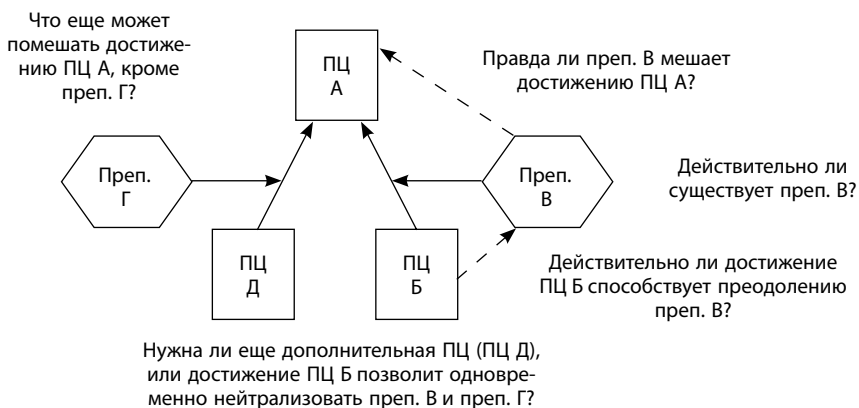 Что еще может
помешать достиже-
нию ПЦ А, кроме
преп. Г?
ПЦ
А
Правда ли преп. В мешает
достижению ПЦ А?
Преп.
Г
Преп.
В
Действительно ли
существует преп. В?
ПЦ
Д
ПЦ
Б
Действительно ли достижение
ПЦ Б способствует преодолению
преп. В?
Нужна ли еще дополнительная ПЦ (ПЦ Д),
или достижение ПЦ Б позволит одновре-
менно нейтрализовать преп. В и преп. Г?